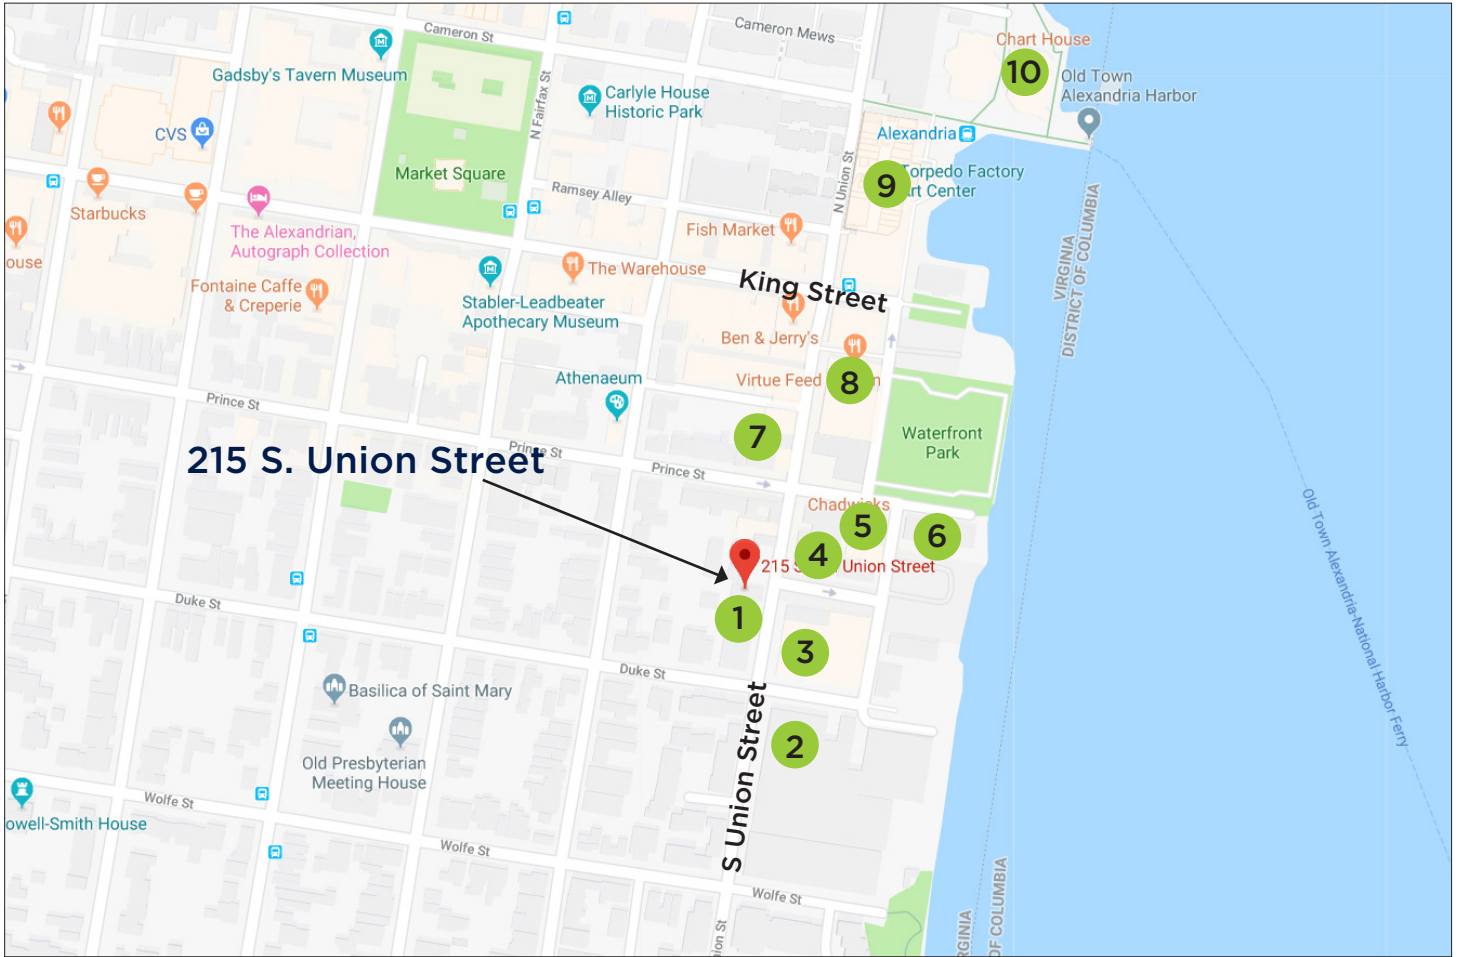 Cameron St
Cameron Mews
Chart House
10
Gadsby's Tavern Museum
Old Town
Alexandria Harbor
N Fairfax St
Carlyle House
Historic Park
CVS
Alexandria
Market Square
N Union St
9
Torpedo Factory
Art Center
Ramsey Alley
Starbucks
The Alexandrian,
Autograph Collection
Fish Market
VIRGINIA
DISTRICT OF COLUMBIA
ouse
The Warehouse
King Street
Fontaine Caffe
& Creperie
Stabler-Leadbeater
Apothecary Museum
Ben & Jerry's
Athenaeum
Virtue Feed
8
n
Prince St
7
Waterfront
Park
215 S. Union Street
Prince St
Prince St
Chadwicks
5
6
4
215 S
Union Street
Old Town Alexandria-National Harbor Ferry
Duke St
1
3
Duke St
Basilica of Saint Mary
S Union Street
2
Old Presbyterian
Meeting House
Wolfe St
owell-Smith House
Wolfe St
Wolfe St
ion St
RGINIA
OF COLUMBIA